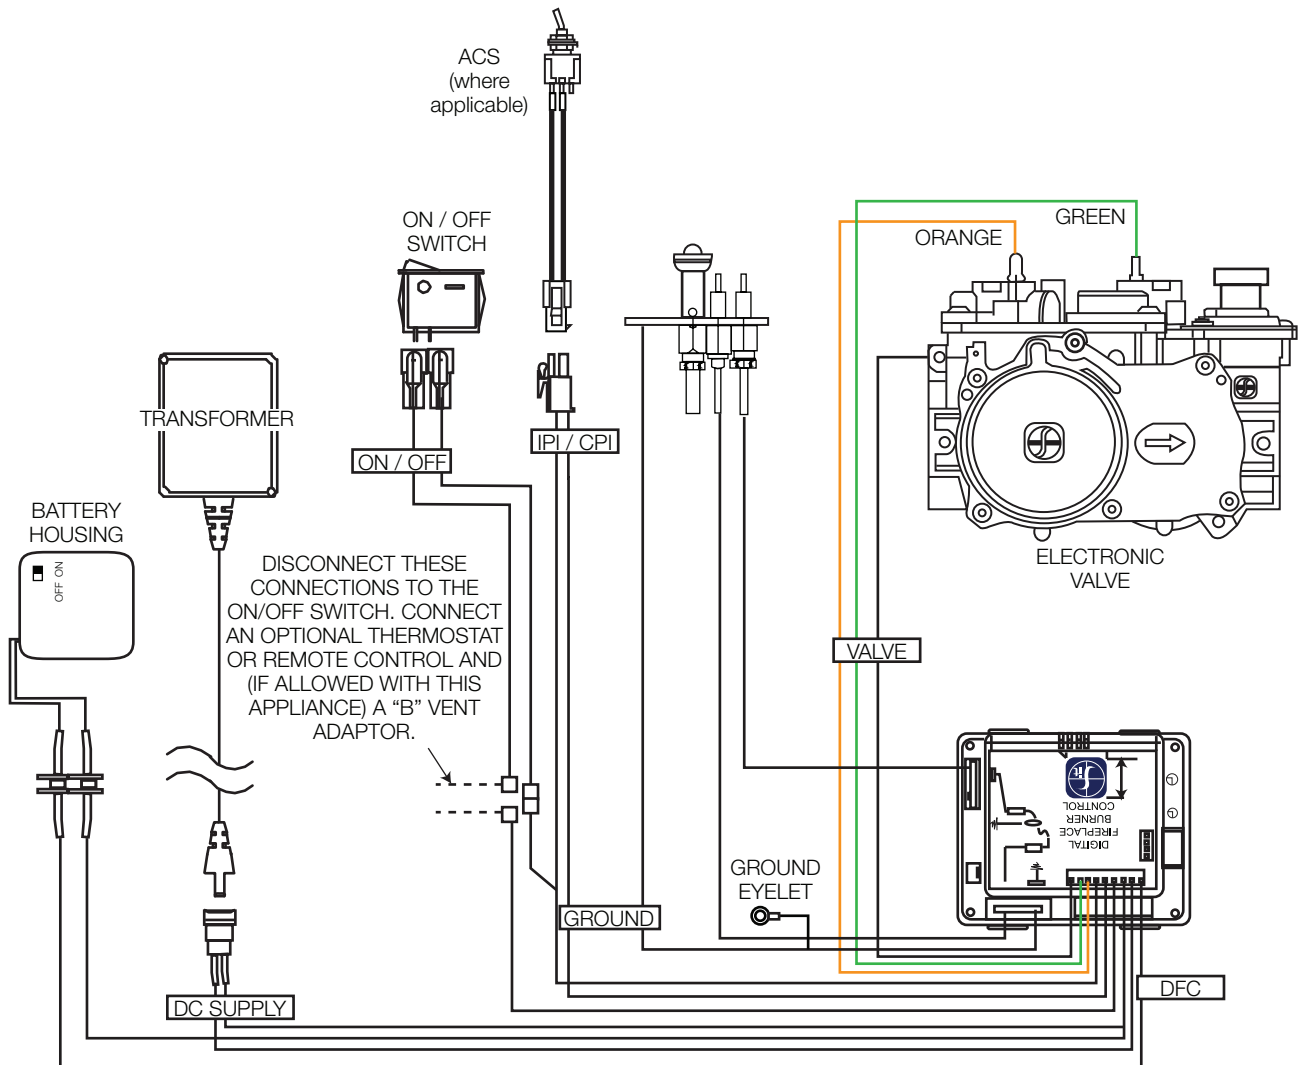 ACS
(where
applicable)
ON / OFF
SWITCH
GREEN
ORANGE
TRANSFORMER
IPI / CPI
ON / OFF
BATTERY
HOUSING
OFF ON
DISCONNECT THESE
CONNECTIONS TO THE
ON/OFF SWITCH. CONNECT
AN OPTIONAL THERMOSTAT
OR REMOTE CONTROL AND
(IF ALLOWED WITH THIS
APPLIANCE) A “B” VENT
ADAPTOR.
ELECTRONIC
VALVE
VALVE
DIGITAL
FIREPLACE
BURNER
CONTROL
GROUND
EYELET
GROUND
DFC
DC SUPPLY